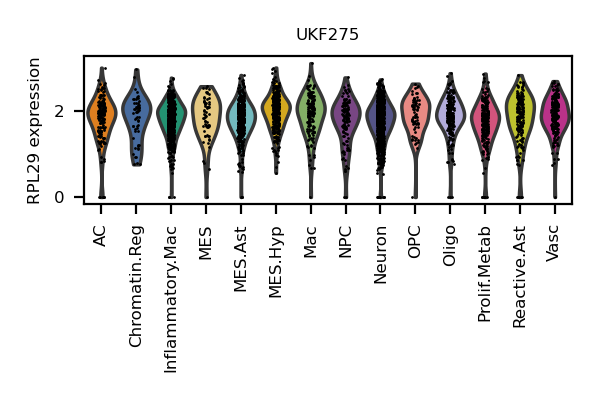 UKF275
RPL29 expression
2
0
AC
Chromatin.Reg
Inflammatory.Mac
MES
MES.Ast
MES.Hyp
Mac
NPC
Neuron
OPC
Oligo
Prolif.Metab
Reactive.Ast
Vasc